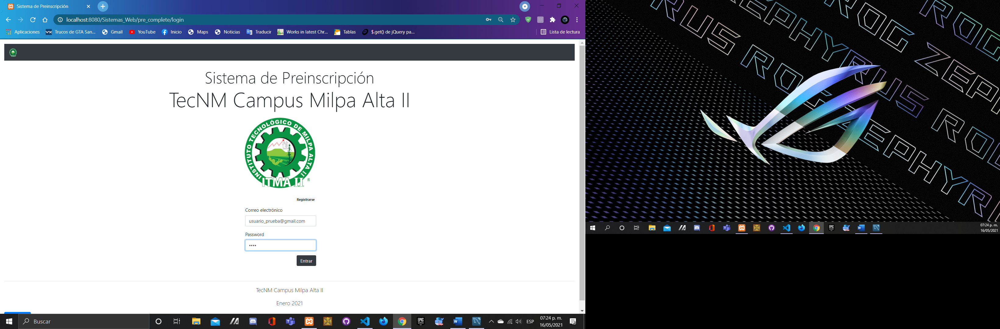 Sistema de Preinscripción
localhost:8080/Sistemas_Web/pre_complete/login
Aplicaciones
Trucos de GTA San...
Gmail
YouTube
Inicio
Maps
Noticias
Traducir
Works in latest Chr...
Tablas
$.get() de jQuery pa...
Lista de lectura
Sistema de Preinscripción
TecNM Campus Milpa Alta II
INSTITUTO TECNOLÓGICO DE MILPA ALTA II
ITMA II
R
Registrarse
Correo electrónico
usuario_prueba@gmail.com
Password
••••
Entrar
TecNM Campus Milpa Alta II
Enero 2021
Buscar
ESP
07:24 p. m.
16/05/2021
ROG ZEPHYRUS ROG
ZEPHYRUS ROG
RUS ROG ZEPHYR
07:24 p. m.
16/05/2021